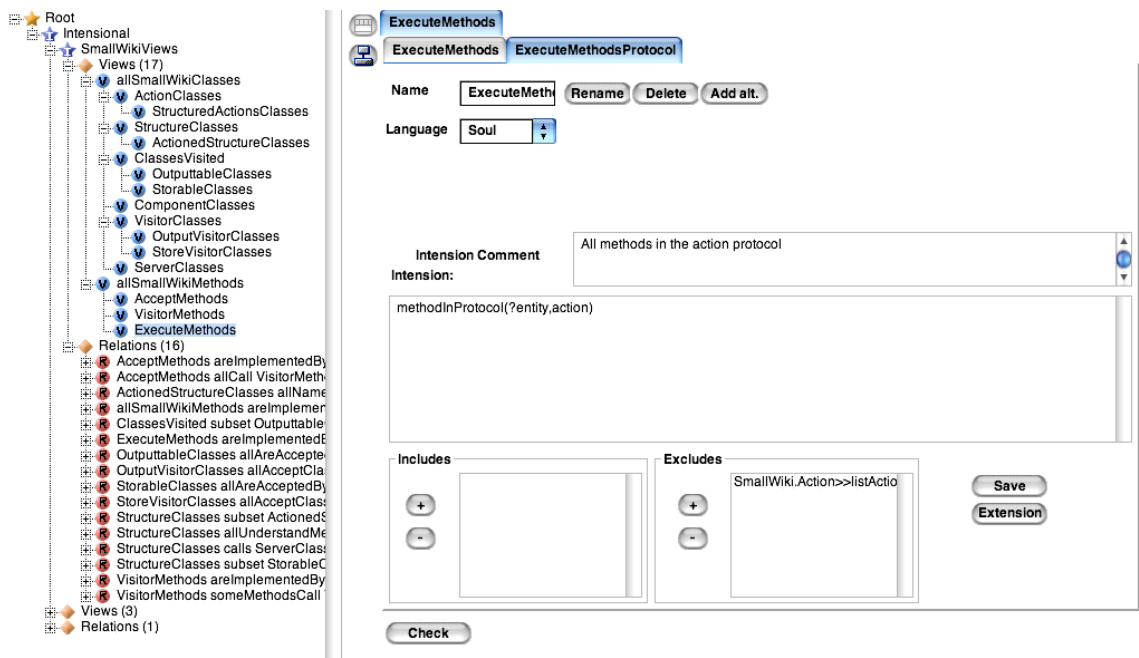 Root
Intensional
SmallWikiViews
Views (17)
allSmallWikiClasses
ActionClasses
StructuredActionsClasses
StructureClasses
ActionedStructureClasses
ClassesVisited
OutputtableClasses
StorableClasses
ComponentClasses
VisitorClasses
OutputVisitorClasses
StoreVisitorClasses
ServerClasses
allSmallWikiMethods
AcceptMethods
VisitorMethods
ExecuteMethods
Relations (16)
AcceptMethods areImplementedBy
AcceptMethods allCall VisitorMeth
ActionedStructureClasses allName
allSmallWikiMethods areImplemen
ClassesVisited subset Outputtable
ExecuteMethods areImplementedB
OutputtableClasses allAreAccepte
OutputVisitorClasses allAcceptCla
StorableClasses allAreAcceptedBy
StoreVisitorClasses allAcceptClas
StructureClasses subset ActionedS
StructureClasses allUnderstandMe
StructureClasses calls ServerClas
StructureClasses subset StorableC
VisitorMethods areImplementedBy
VisitorMethods someMethodsCall
Views (3)
Relations (1)
ExecuteMethods
ExecuteMethods ExecuteMethodsProtocol
Name ExecuteMeth Rename Delete Add alt.
Language Soul
Intension Comment All methods in the action protocol
Intension:
methodInProtocol(?entity,action)
Includes Excludes
SmallWiki.Action>>listActio
+ + Save
- - Extension
Check